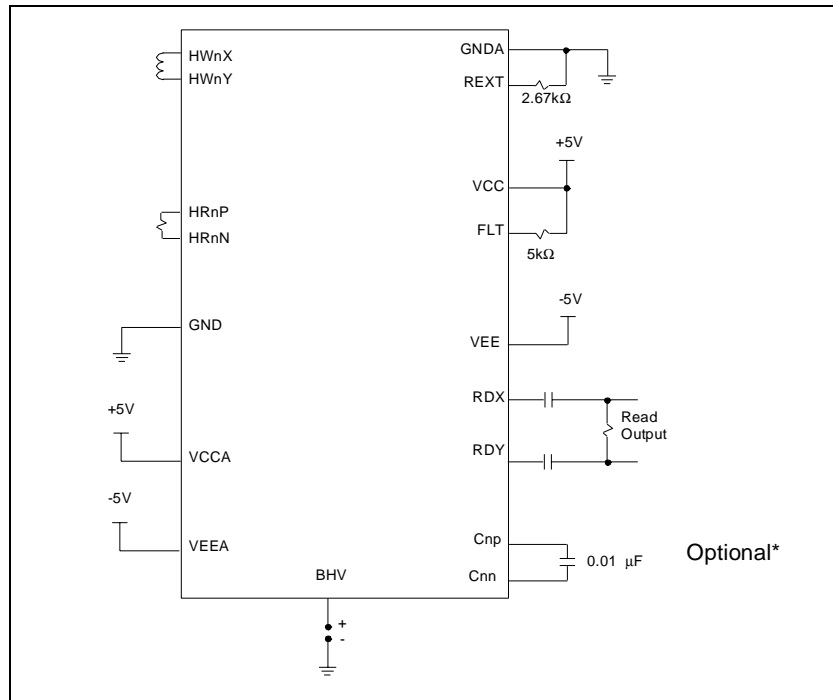 HWnX
HWnY
HRnP
HRnN
GND
+5V
VCCA
-5V
VEEA
BHV
+
-
GNDA
REXT
2.67kΩ
+5V
VCC
FLT
5kΩ
-5V
VEE
RDX
Read
Output
RDY
Cnp
0.01 μF
Optional*
Cnn